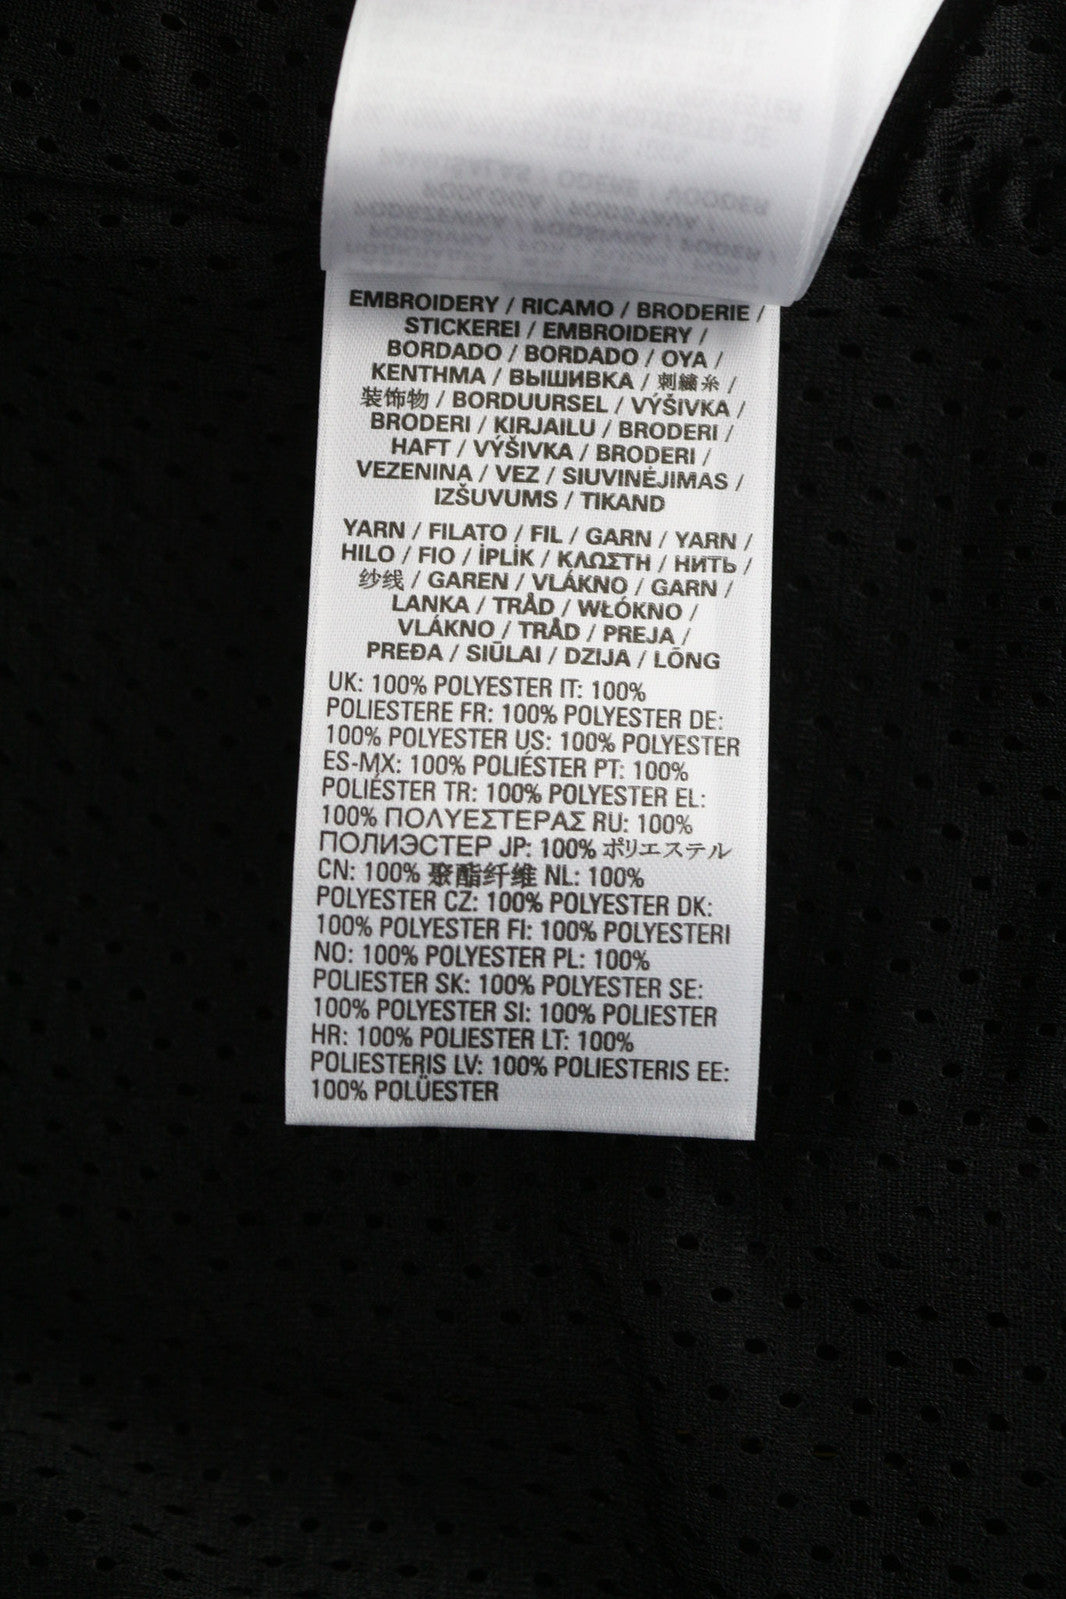 EMBROIDERY / RICAMO / BRODERIE /
STICKEREI / EMBROIDERY /
BORDADO / BORDADO / OYA /
ΚΕΝΤΗΜΑ / ВЫШИВКА / 刺繍糸 /
装饰物 / BORDUURSEL / VÝŠIVKA /
BRODERI / KIRJAILU / BRODERI /
HAFT / VÝŠIVKA / BRODERI /
VEZENINA / VEZ / SIUVINĖJIMAS /
IZŠUVUMS / TIKAND
YARN / FILATO / FIL / GARN / YARN /
HILO / FIO / İPLİK / ΚΛΩΣΤΗ / НИТЬ /
纱线 / GAREN / VLÁKNO / GARN /
LANKA / TRÅD / WŁÓKNO /
VLÁKNO / TRÅD / PREJA /
PREĐA / SIŪLAI / DZIJA / LÕNG
UK: 100% POLYESTER IT: 100%
POLIESTERE FR: 100% POLYESTER DE:
100% POLYESTER US: 100% POLYESTER
ES-MX: 100% POLIÉSTER PT: 100%
POLIÉSTER TR: 100% POLYESTER EL:
100% ΠΟΛΥΕΣΤΕΡΑΣ RU: 100%
ПОЛИЭСТЕР JP: 100% ポリエステル
CN: 100% 聚酯纤维 NL: 100%
POLYESTER CZ: 100% POLYESTER DK:
100% POLYESTER FI: 100% POLYESTERI
NO: 100% POLYESTER PL: 100%
POLIESTER SK: 100% POLYESTER SE:
100% POLYESTER SI: 100% POLIESTER
HR: 100% POLIESTER LT: 100%
POLIESTERIS LV: 100% POLIESTERIS EE:
100% POLÜESTER